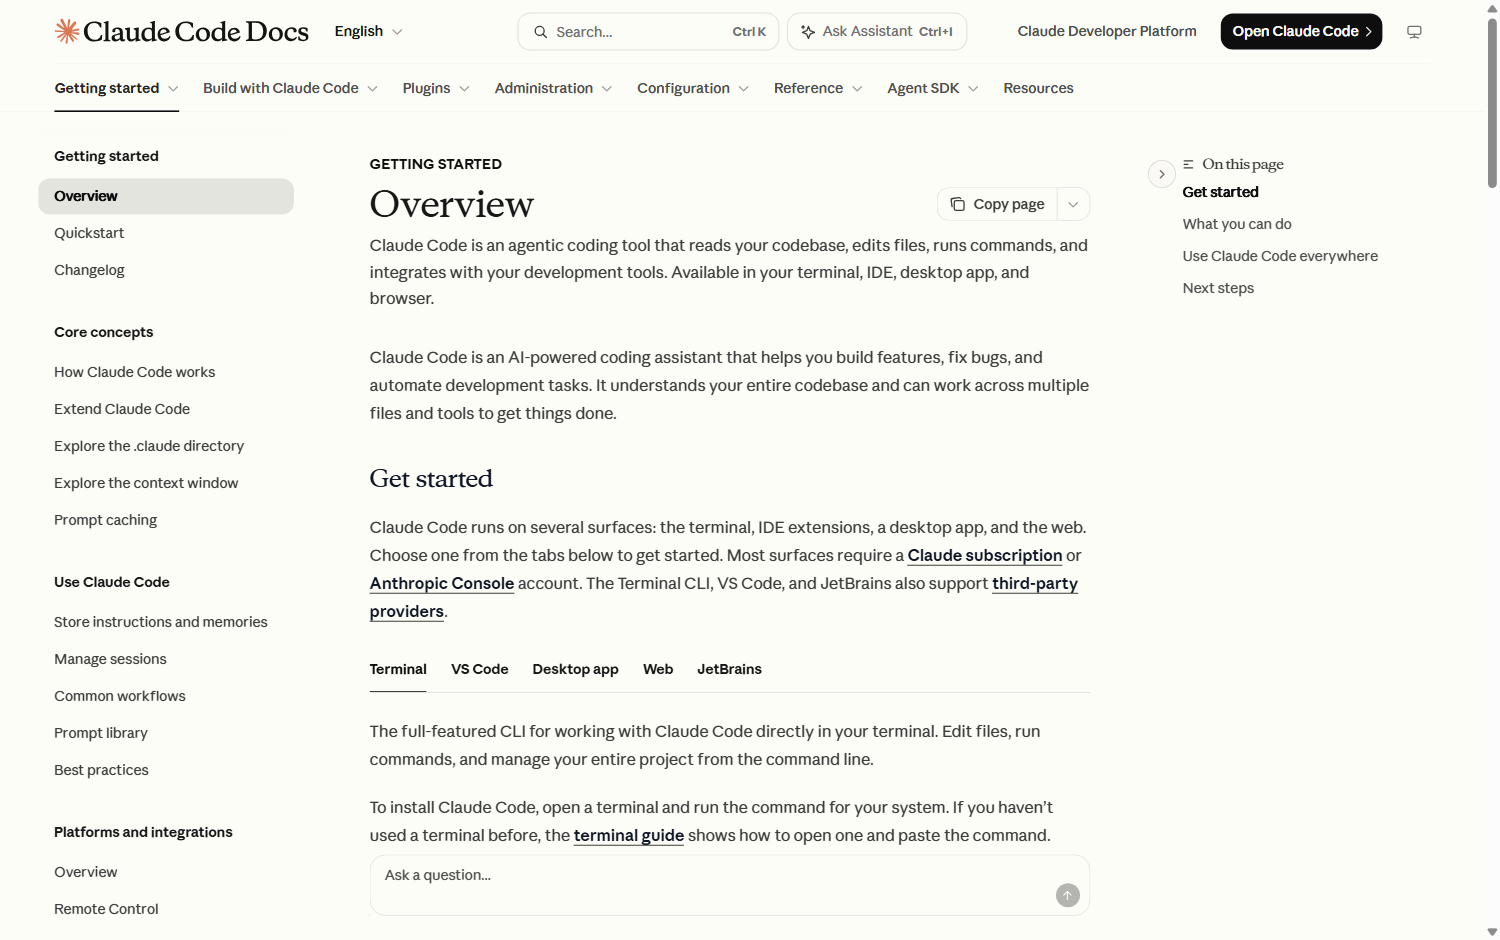 Claude Code Docs
English
Search...
Ctrl K
Ask Assistant Ctrl+I
Claude Developer Platform
Open Claude Code
Getting started
Build with Claude Code
Plugins
Administration
Configuration
Reference
Agent SDK
Resources
Getting started
Overview
Quickstart
Changelog
Core concepts
How Claude Code works
Extend Claude Code
Explore the .claude directory
Explore the context window
Prompt caching
Use Claude Code
Store instructions and memories
Manage sessions
Common workflows
Prompt library
Best practices
Platforms and integrations
Overview
Remote Control
GETTING STARTED
Overview
Copy page
Claude Code is an agentic coding tool that reads your codebase, edits files, runs commands, and
integrates with your development tools. Available in your terminal, IDE, desktop app, and
browser.
Claude Code is an AI-powered coding assistant that helps you build features, fix bugs, and
automate development tasks. It understands your entire codebase and can work across multiple
files and tools to get things done.
Get started
Claude Code runs on several surfaces: the terminal, IDE extensions, a desktop app, and the web.
Choose one from the tabs below to get started. Most surfaces require a Claude subscription or
Anthropic Console account. The Terminal CLI, VS Code, and JetBrains also support third-party
providers.
Terminal
VS Code
Desktop app
Web
JetBrains
The full-featured CLI for working with Claude Code directly in your terminal. Edit files, run
commands, and manage your entire project from the command line.
To install Claude Code, open a terminal and run the command for your system. If you haven’t
used a terminal before, the terminal guide shows how to open one and paste the command.
Ask a question...
On this page
Get started
What you can do
Use Claude Code everywhere
Next steps